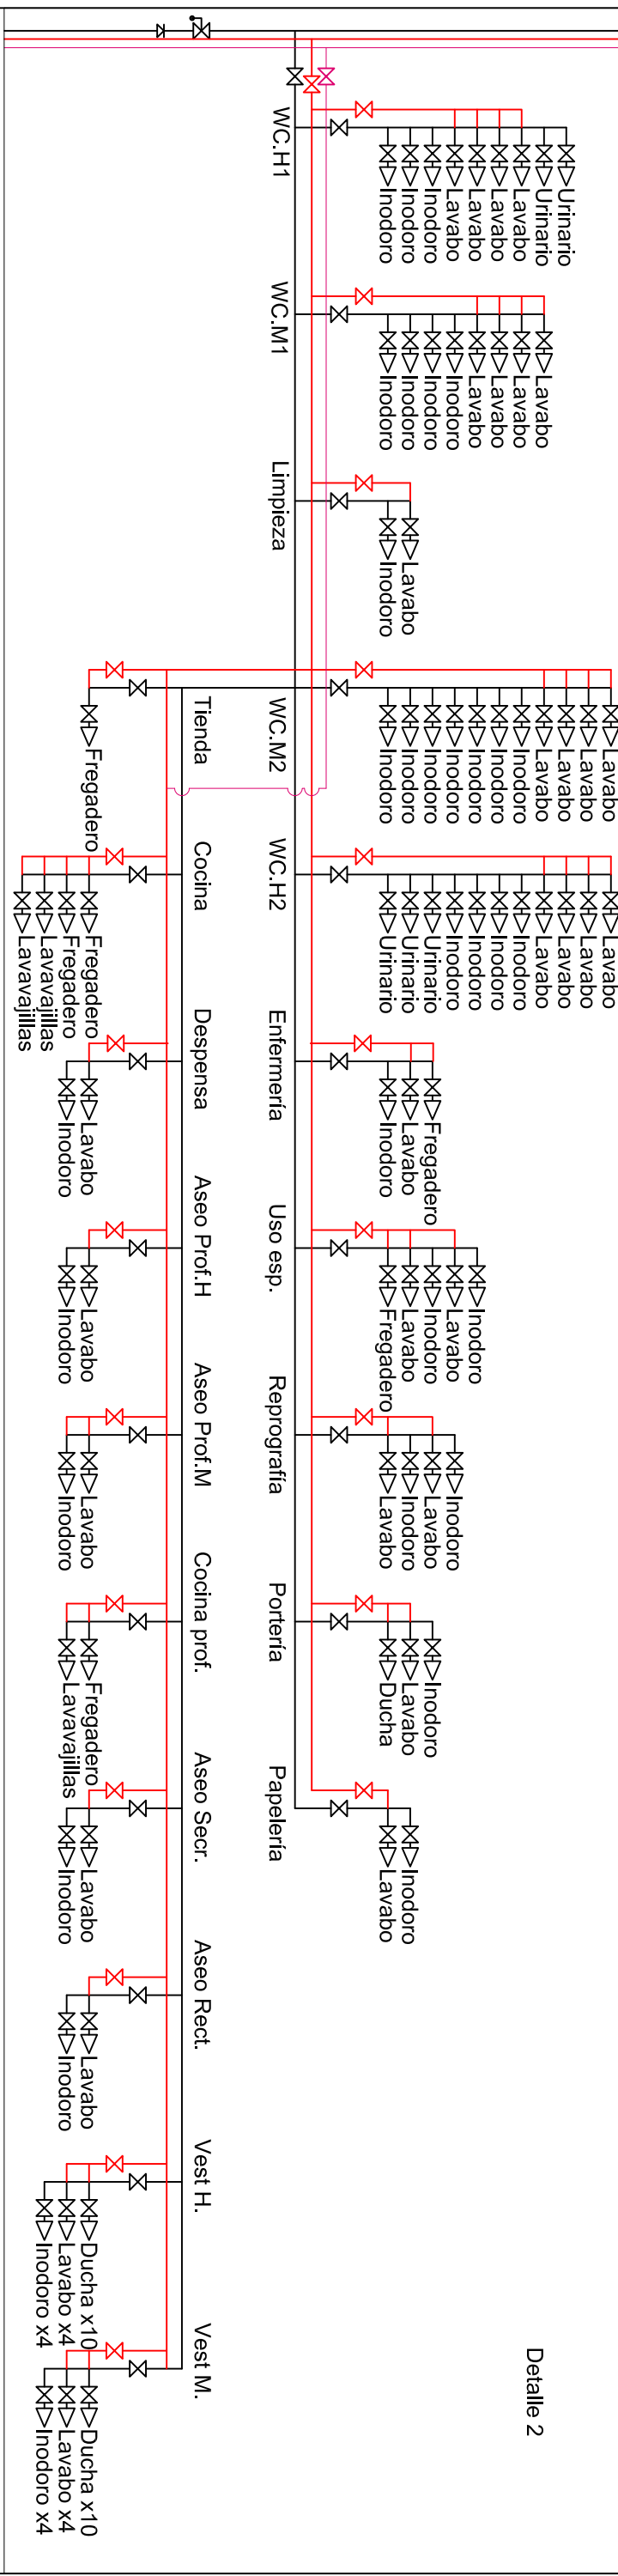 WC.H1
Inodoro
Inodoro
Inodoro
Lavabo
Lavabo
Lavabo
Lavabo
Urinario
Urinario
WC.M1
Inodoro
Inodoro
Inodoro
Inodoro
Lavabo
Lavabo
Lavabo
Lavabo
Limpieza
Inodoro
Lavabo
WC.M2
Inodoro
Inodoro
Inodoro
Inodoro
Inodoro
Inodoro
Inodoro
Lavabo
Lavabo
Lavabo
Lavabo
Tienda
Fregadero
WC.H2
Urinario
Urinario
Urinario
Inodoro
Inodoro
Inodoro
Inodoro
Lavabo
Lavabo
Lavabo
Lavabo
Cocina
Fregadero
Fregadero
Lavavajillas
Lavavajillas
Enfermería
Inodoro
Lavabo
Fregadero
Despensa
Lavabo
Inodoro
Uso esp.
Fregadero
Lavabo
Inodoro
Lavabo
Inodoro
Aseo Prof.H
Lavabo
Inodoro
Reprografía
Lavabo
Inodoro
Lavabo
Inodoro
Aseo Prof.M
Lavabo
Inodoro
Portería
Ducha
Lavabo
Inodoro
Cocina prof.
Fregadero
Lavavajillas
Papelería
Lavabo
Inodoro
Aseo Secr.
Lavabo
Inodoro
Aseo Rect.
Lavabo
Inodoro
Vest H.
Ducha x10
Lavabo x4
Inodoro x4
Vest M.
Ducha x10
Lavabo x4
Inodoro x4
Detalle 2